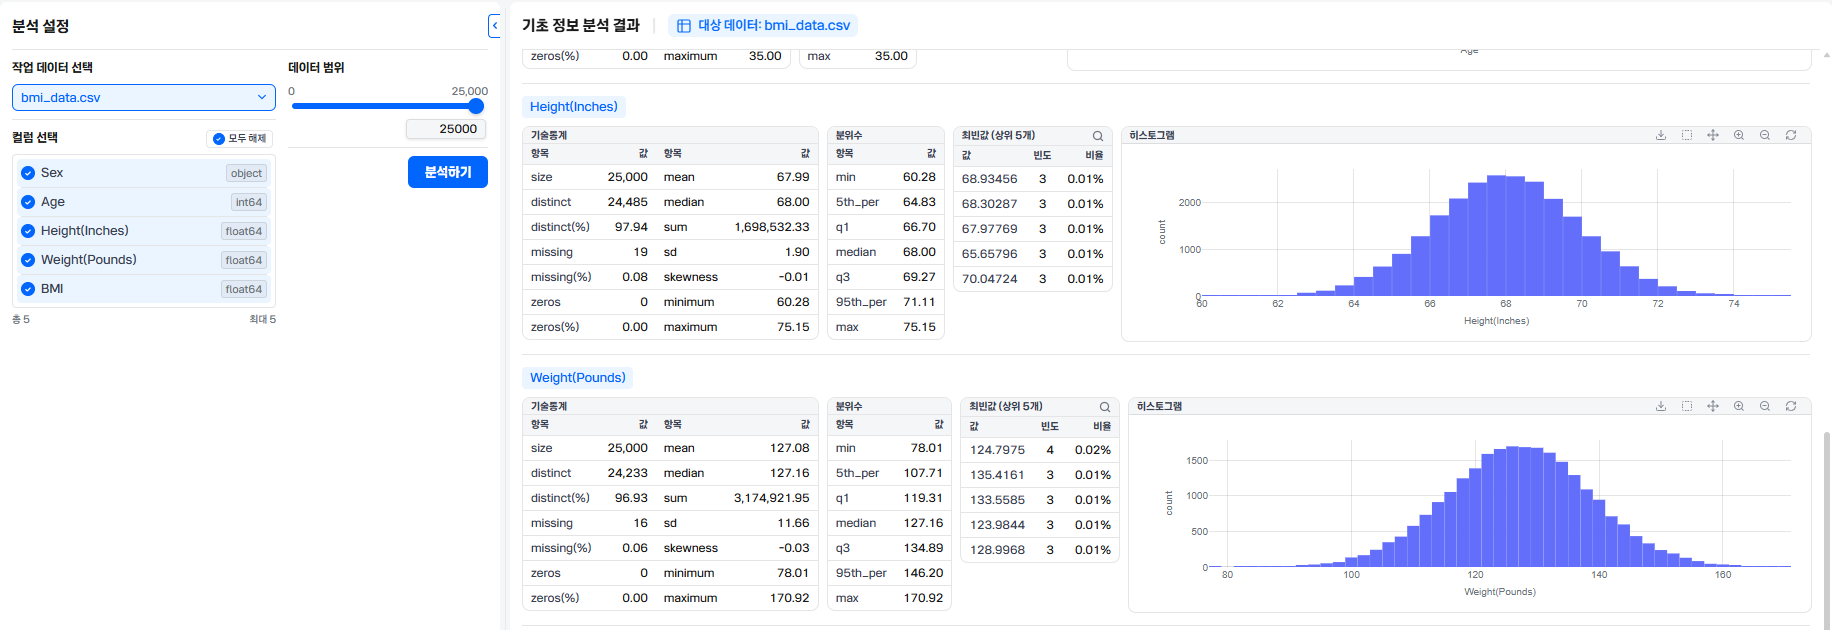 분석 설정
작업 데이터 선택
bmi_data.csv
데이터 범위
0 25,000
25000
컬럼 선택
모두 해제
Sex object
Age int64
Height(Inches) float64
Weight(Pounds) float64
BMI float64
총 5 최대 5
분석하기
기초 정보 분석 결과
대상 데이터: bmi_data.csv
zeros(%) 0.00 maximum 35.00
max 35.00
Age
Height(Inches)
기술통계
항목 값 항목 값
size 25,000 mean 67.99
distinct 24,485 median 68.00
distinct(%) 97.94 sum 1,698,532.33
missing 19 sd 1.90
missing(%) 0.08 skewness -0.01
zeros 0 minimum 60.28
zeros(%) 0.00 maximum 75.15
분위수
항목 값
min 60.28
5th_per 64.83
q1 66.70
median 68.00
q3 69.27
95th_per 71.11
max 75.15
최빈값 (상위 5개)
값 빈도 비율
68.93456 3 0.01%
68.30287 3 0.01%
67.97769 3 0.01%
65.65796 3 0.01%
70.04724 3 0.01%
히스토그램
count
2000
1000
0
60 62 64 66 68 70 72 74
Height(Inches)
Weight(Pounds)
기술통계
항목 값 항목 값
size 25,000 mean 127.08
distinct 24,233 median 127.16
distinct(%) 96.93 sum 3,174,921.95
missing 16 sd 11.66
missing(%) 0.06 skewness -0.03
zeros 0 minimum 78.01
zeros(%) 0.00 maximum 170.92
분위수
항목 값
min 78.01
5th_per 107.71
q1 119.31
median 127.16
q3 134.89
95th_per 146.20
max 170.92
최빈값 (상위 5개)
값 빈도 비율
124.7975 4 0.02%
135.4161 3 0.01%
133.5585 3 0.01%
123.9844 3 0.01%
128.9968 3 0.01%
히스토그램
count
1500
1000
500
0
80 100 120 140 160
Weight(Pounds)